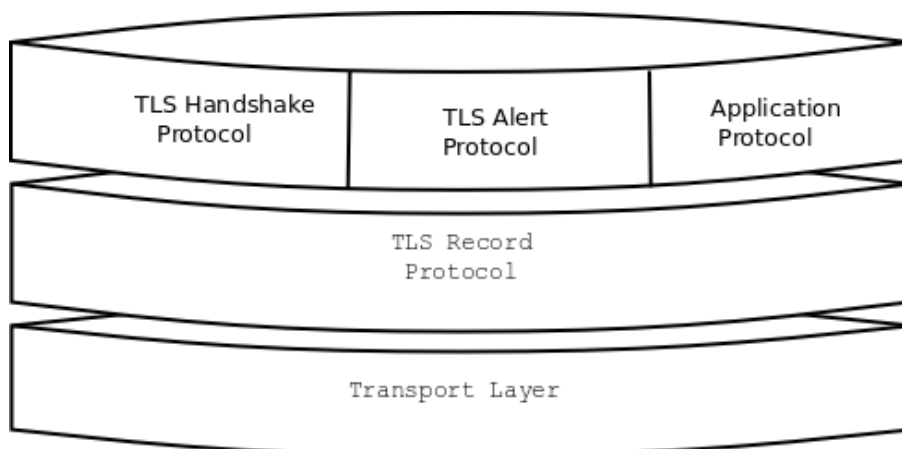 TLS Handshake
Protocol
TLS Alert
Protocol
Application
Protocol
TLS Record
Protocol
Transport Layer